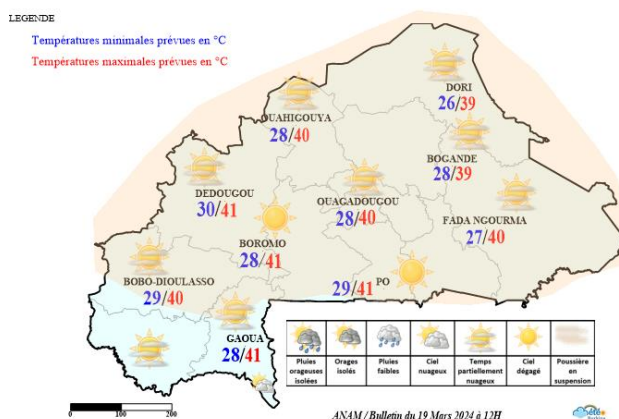 LEGENDE
Températures minimales prévues en °C
Températures maximales prévues en °C
DORI
26/39
OUAHIGOUYA
28/40
BOGANDE
28/39
DEDOUGOU
30/41
OUAGADOUGOU
28/40
FADA NGOURMA
27/40
BOROMO
28/41
BOBO-DIOULASSO
29/40
29/41 PO
GAOUA
28/41
Pluies orageuses isolées
Orages isolés
Pluies faibles
Ciel nuageux
Temps partiellement nuageux
Ciel dégagé
Poussière en suspension
0 100 200
ANAM / Bulletin du 19 Mars 2024 à 12H